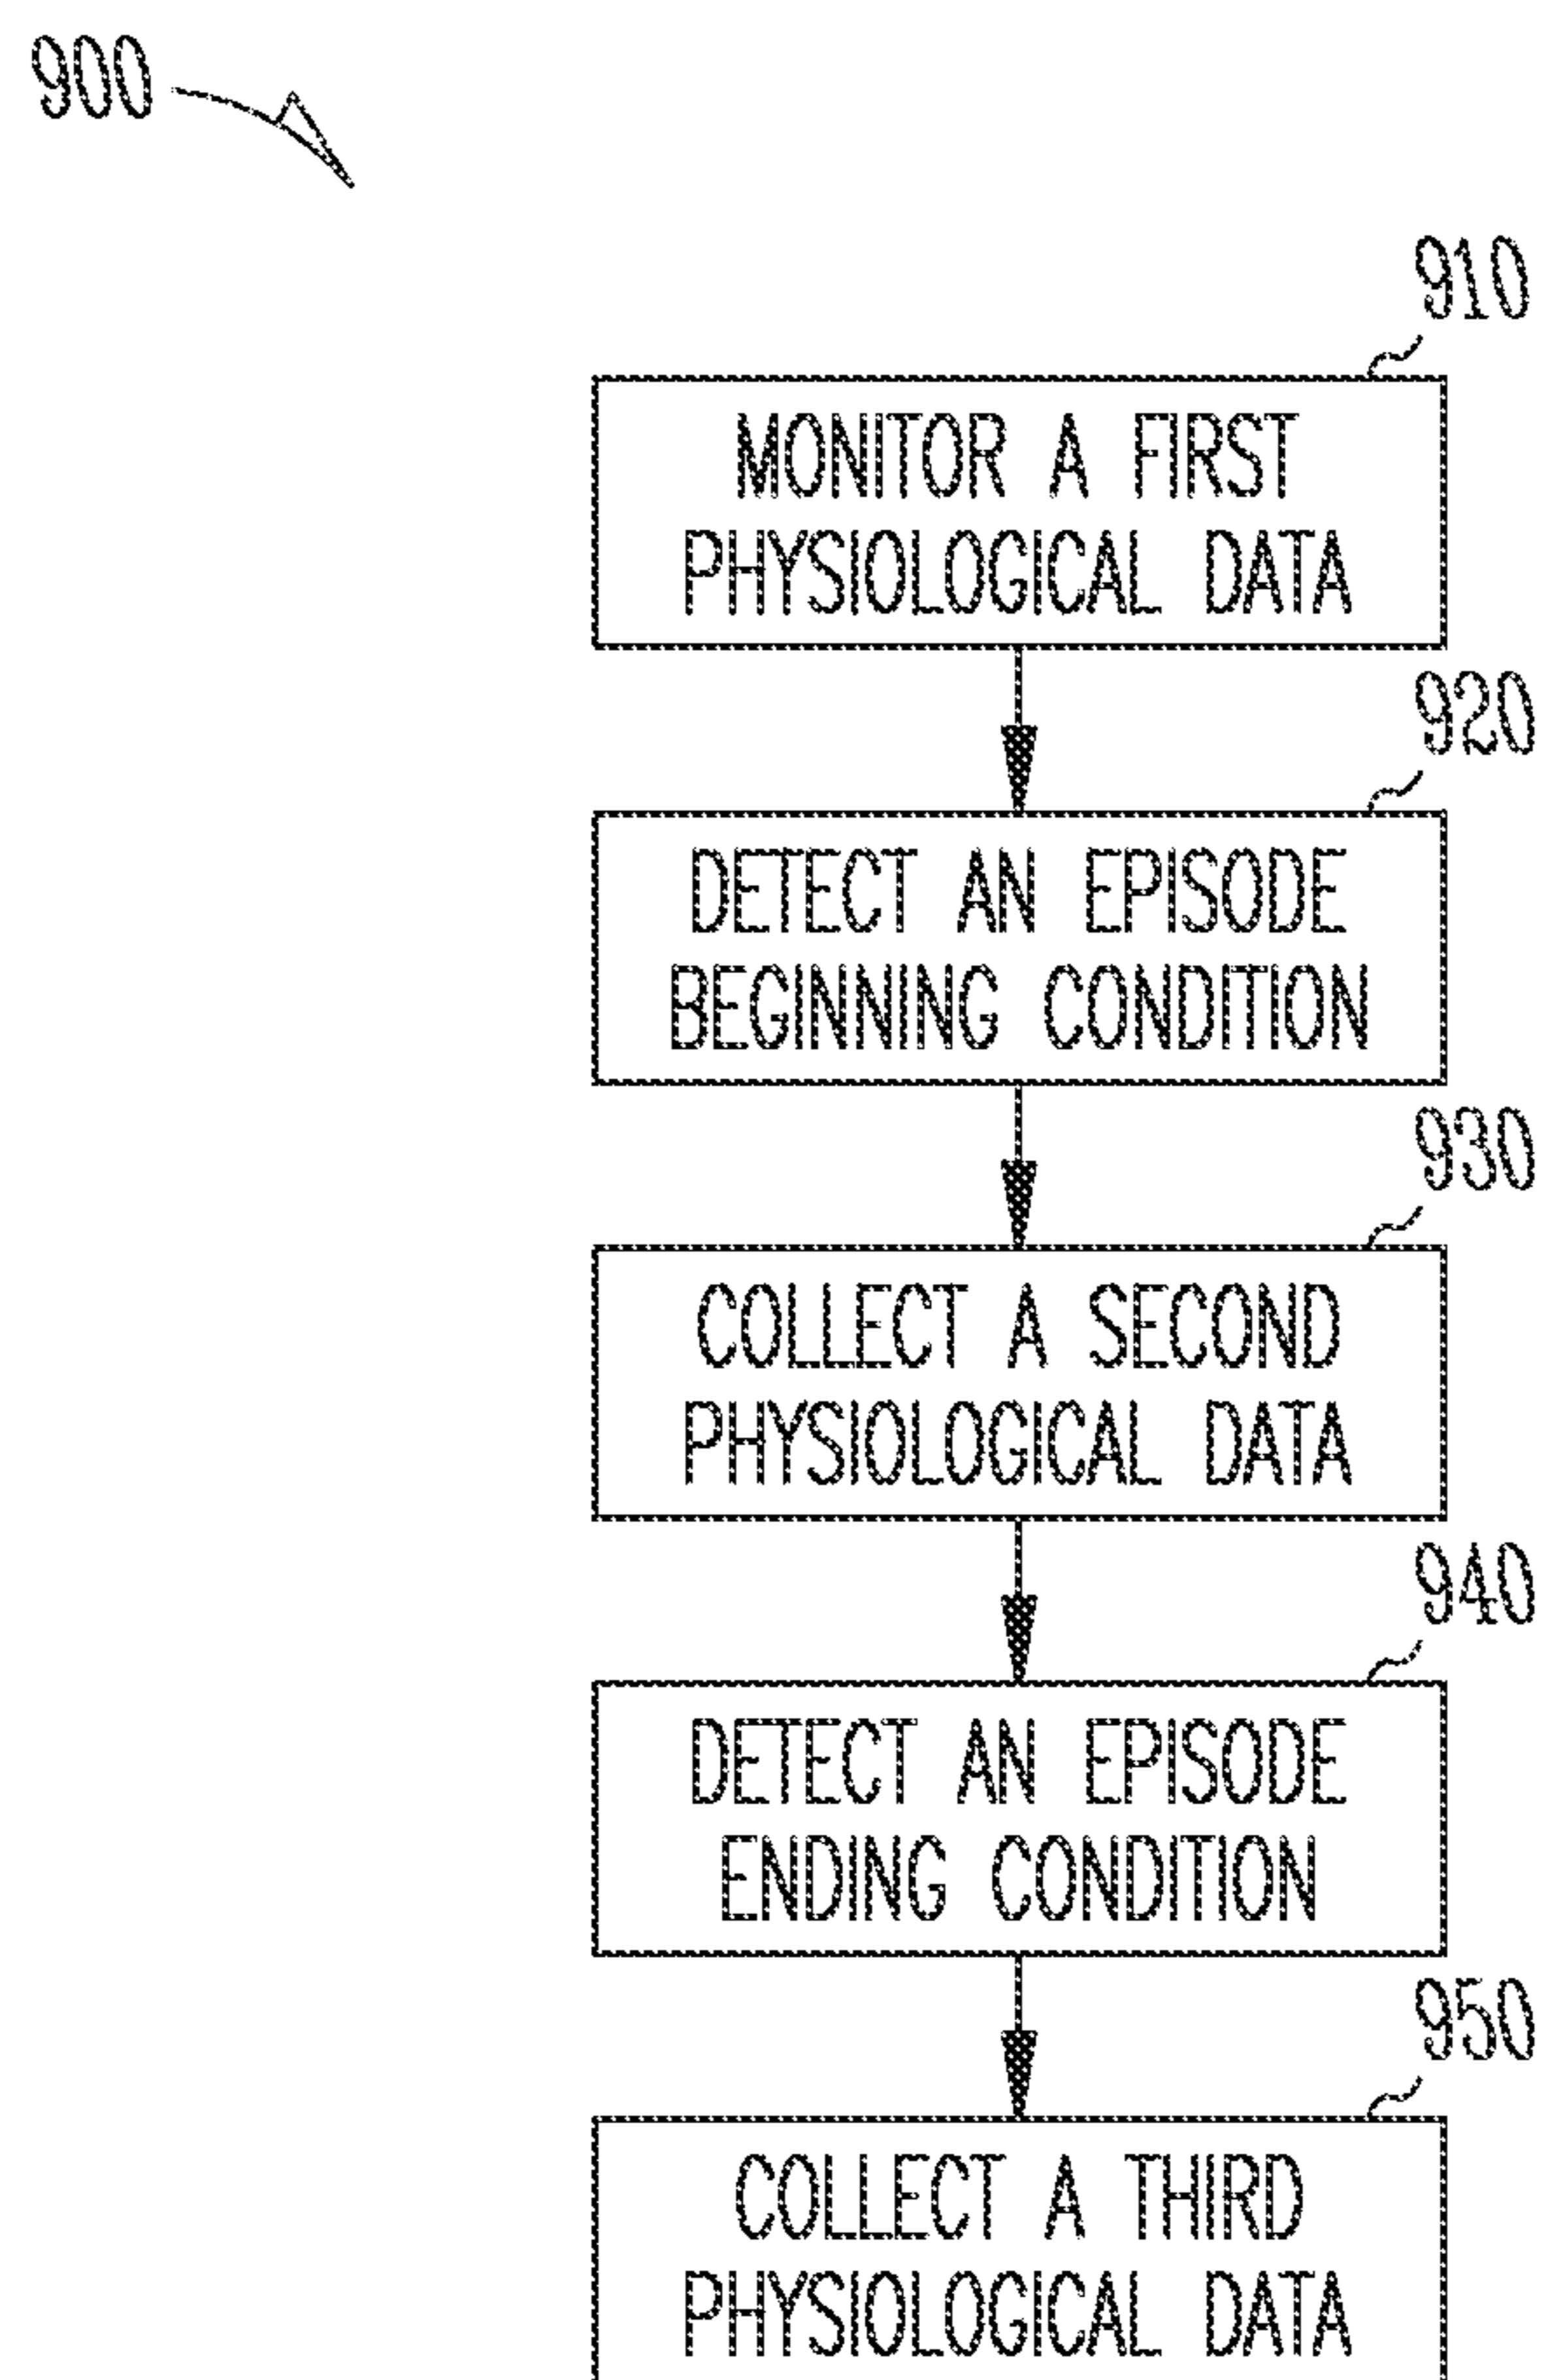 900
910
MONITOR A FIRST
PHYSIOLOGICAL DATA
920
DETECT AN EPISODE
BEGINNING CONDITION
930
COLLECT A SECOND
PHYSIOLOGICAL DATA
940
DETECT AN EPISODE
ENDING CONDITION
950
COLLECT A THIRD
PHYSIOLOGICAL DATA